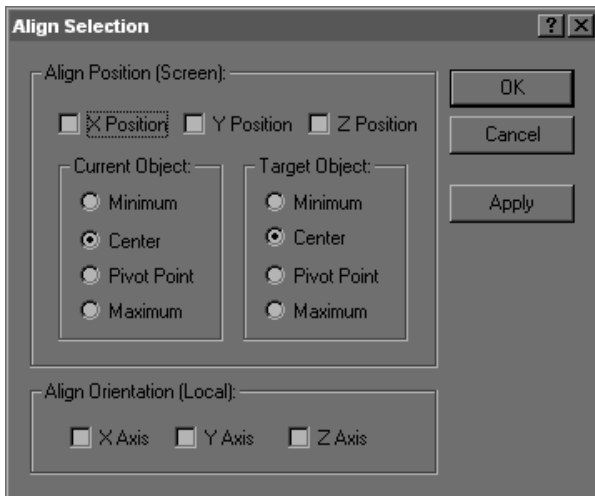 Align Selection
?
Align Position (Screen):
X Position
Y Position
Z Position
Current Object:
Minimum
Center
Pivot Point
Maximum
Target Object:
Minimum
Center
Pivot Point
Maximum
Align Orientation (Local):
X Axis
Y Axis
Z Axis
OK
Cancel
Apply